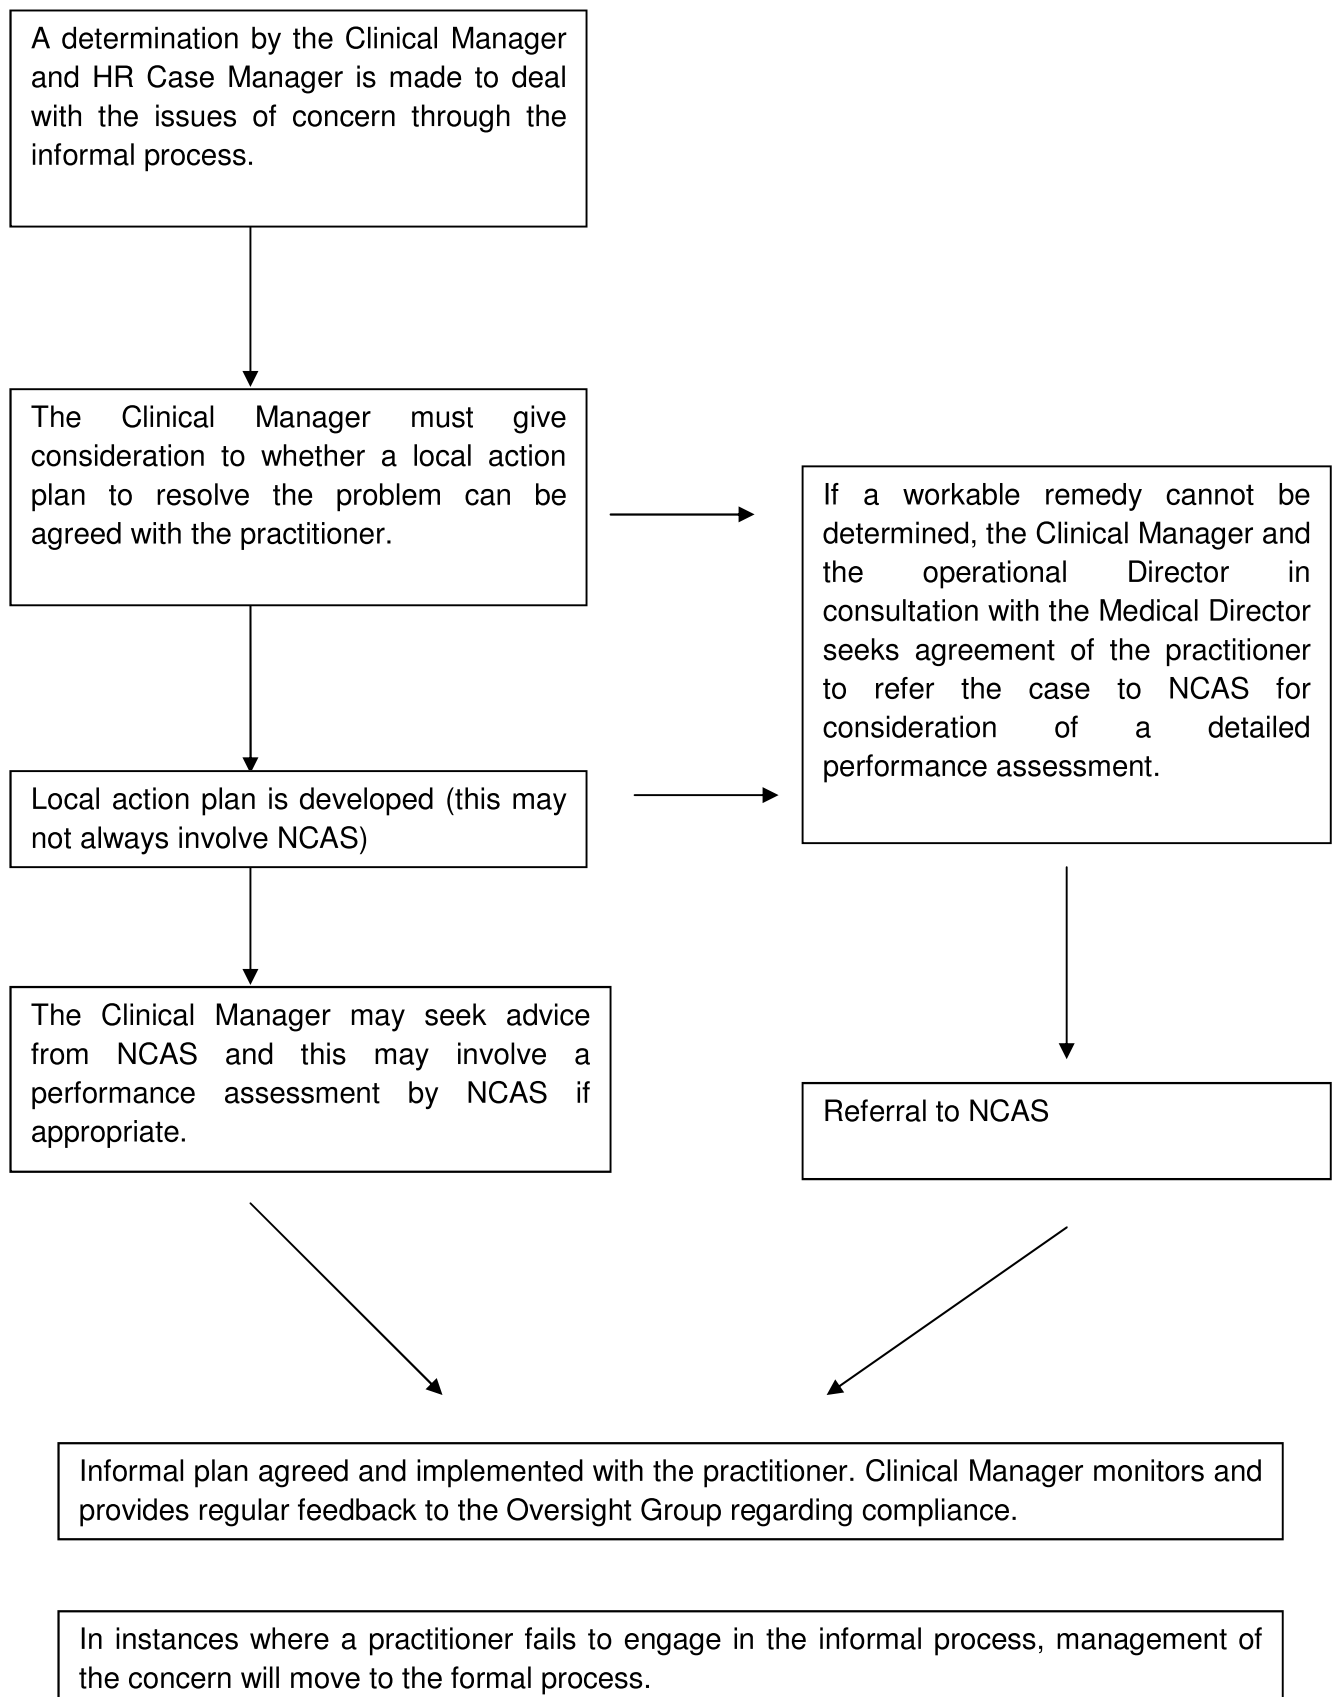 A determination by the Clinical Manager
and HR Case Manager is made to deal
with the issues of concern through the
informal process.
The Clinical Manager must give
consideration to whether a local action
plan to resolve the problem can be
agreed with the practitioner.
If a workable remedy cannot be
determined, the Clinical Manager and
the operational Director in
consultation with the Medical Director
seeks agreement of the practitioner
to refer the case to NCAS for
consideration of a detailed
performance assessment.
Local action plan is developed (this may
not always involve NCAS)
The Clinical Manager may seek advice
from NCAS and this may involve a
performance assessment by NCAS if
appropriate.
Referral to NCAS
Informal plan agreed and implemented with the practitioner. Clinical Manager monitors and
provides regular feedback to the Oversight Group regarding compliance.
In instances where a practitioner fails to engage in the informal process, management of
the concern will move to the formal process.